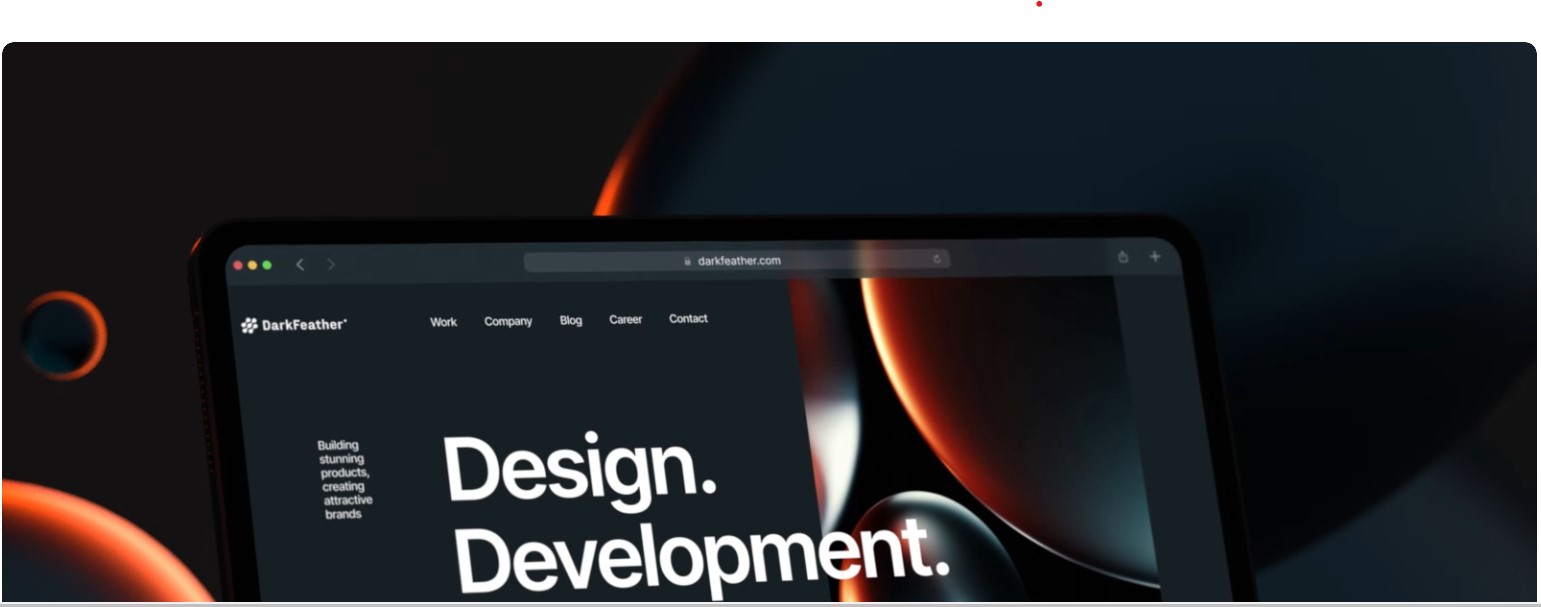 darkfeather.com
DarkFeather
Work Company Blog Career Contact
Building
stunning
products,
creating
attractive
brands
Design.
Development.